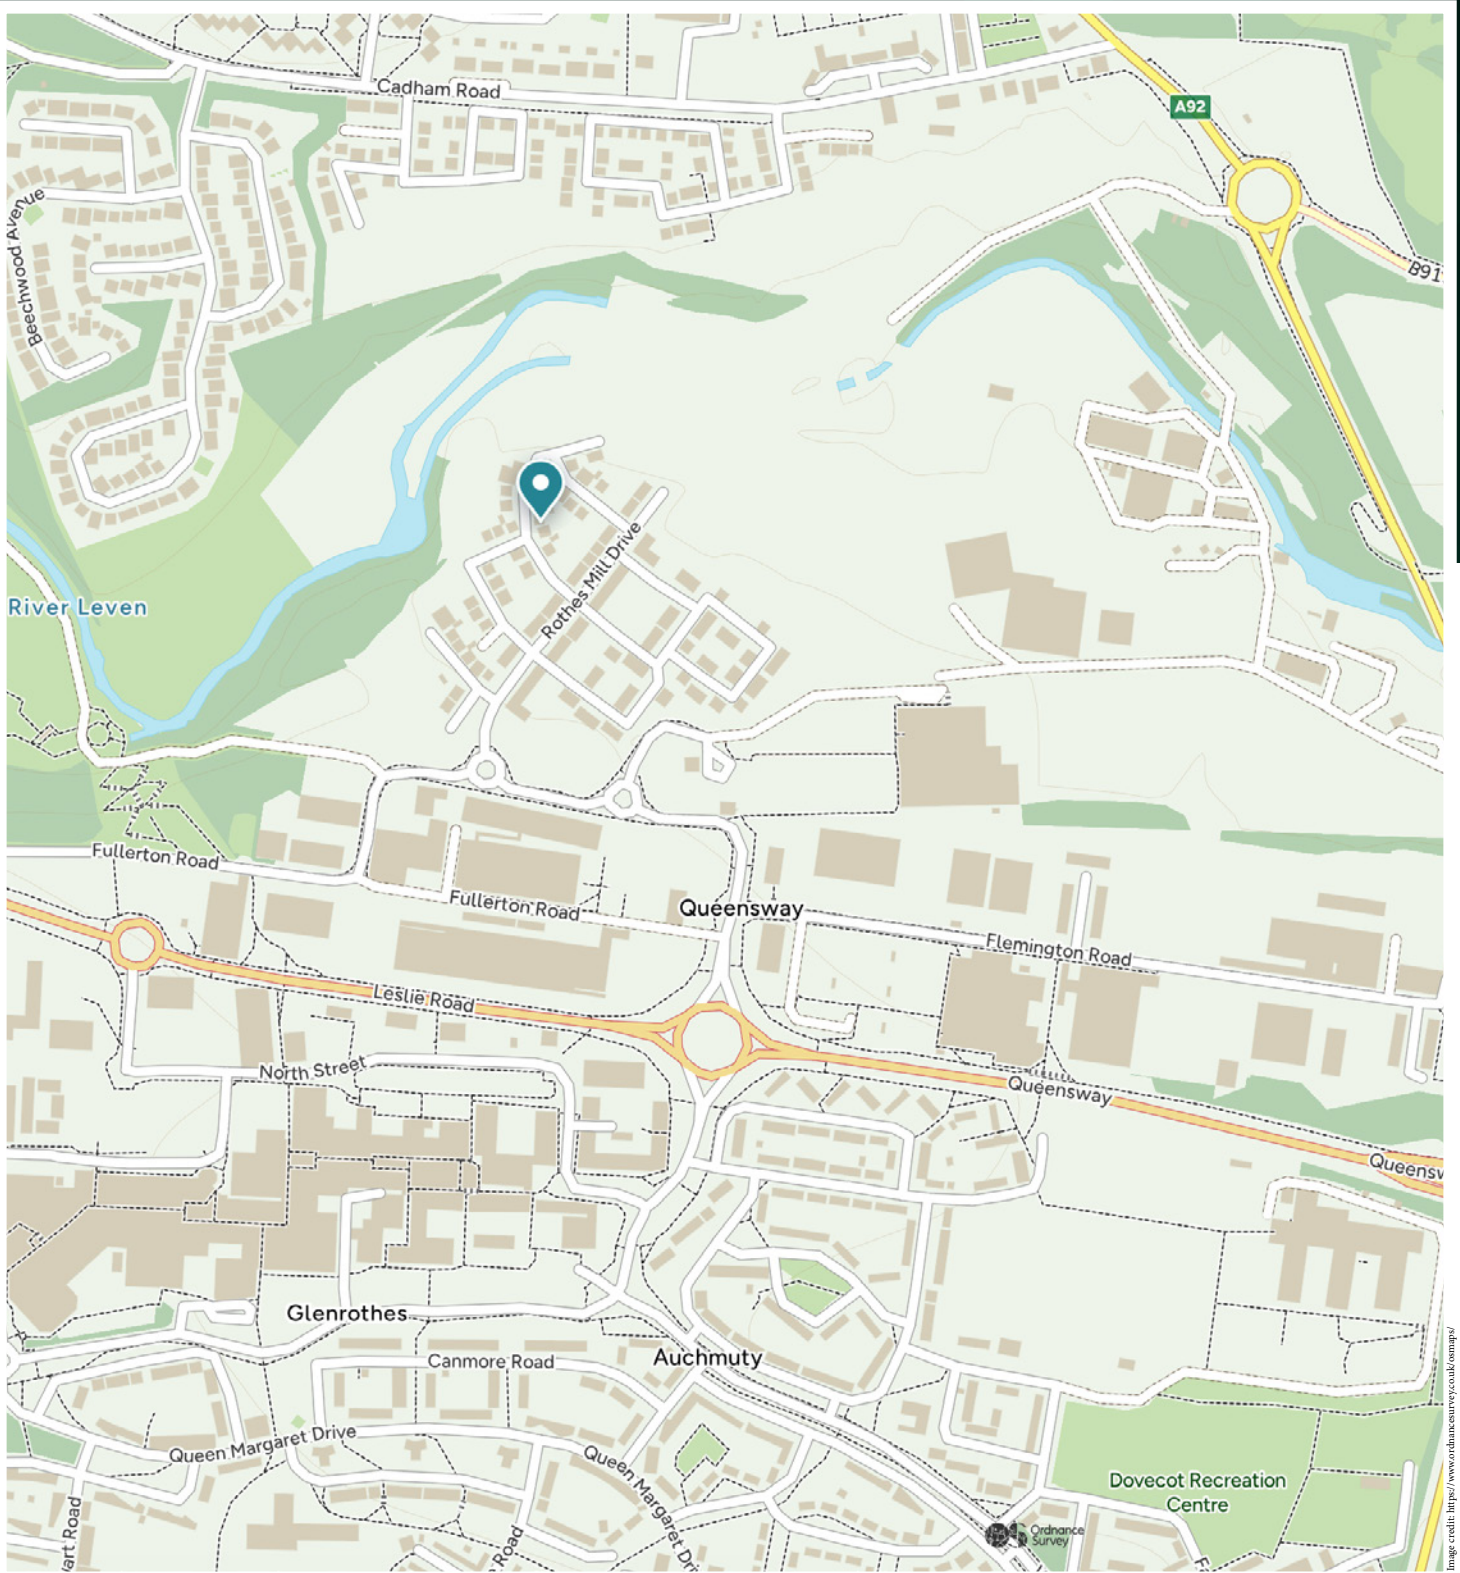 Cadham Road
A92
B91
Beechwood Avenue
River Leven
Rothes Mill Drive
Fullerton Road
Fullerton Road
Queensway
Flemington Road
Leslie Road
North Street
Queensway
Queensw
Glenrothes
Auchmuty
Canmore Road
Queen Margaret Drive
Queen Margaret Dri
Dovecot Recreation
Centre
art Road
Road
Ordnance
Survey
Image credit: https://www.ordnancesurvey.co.uk/osmaps/